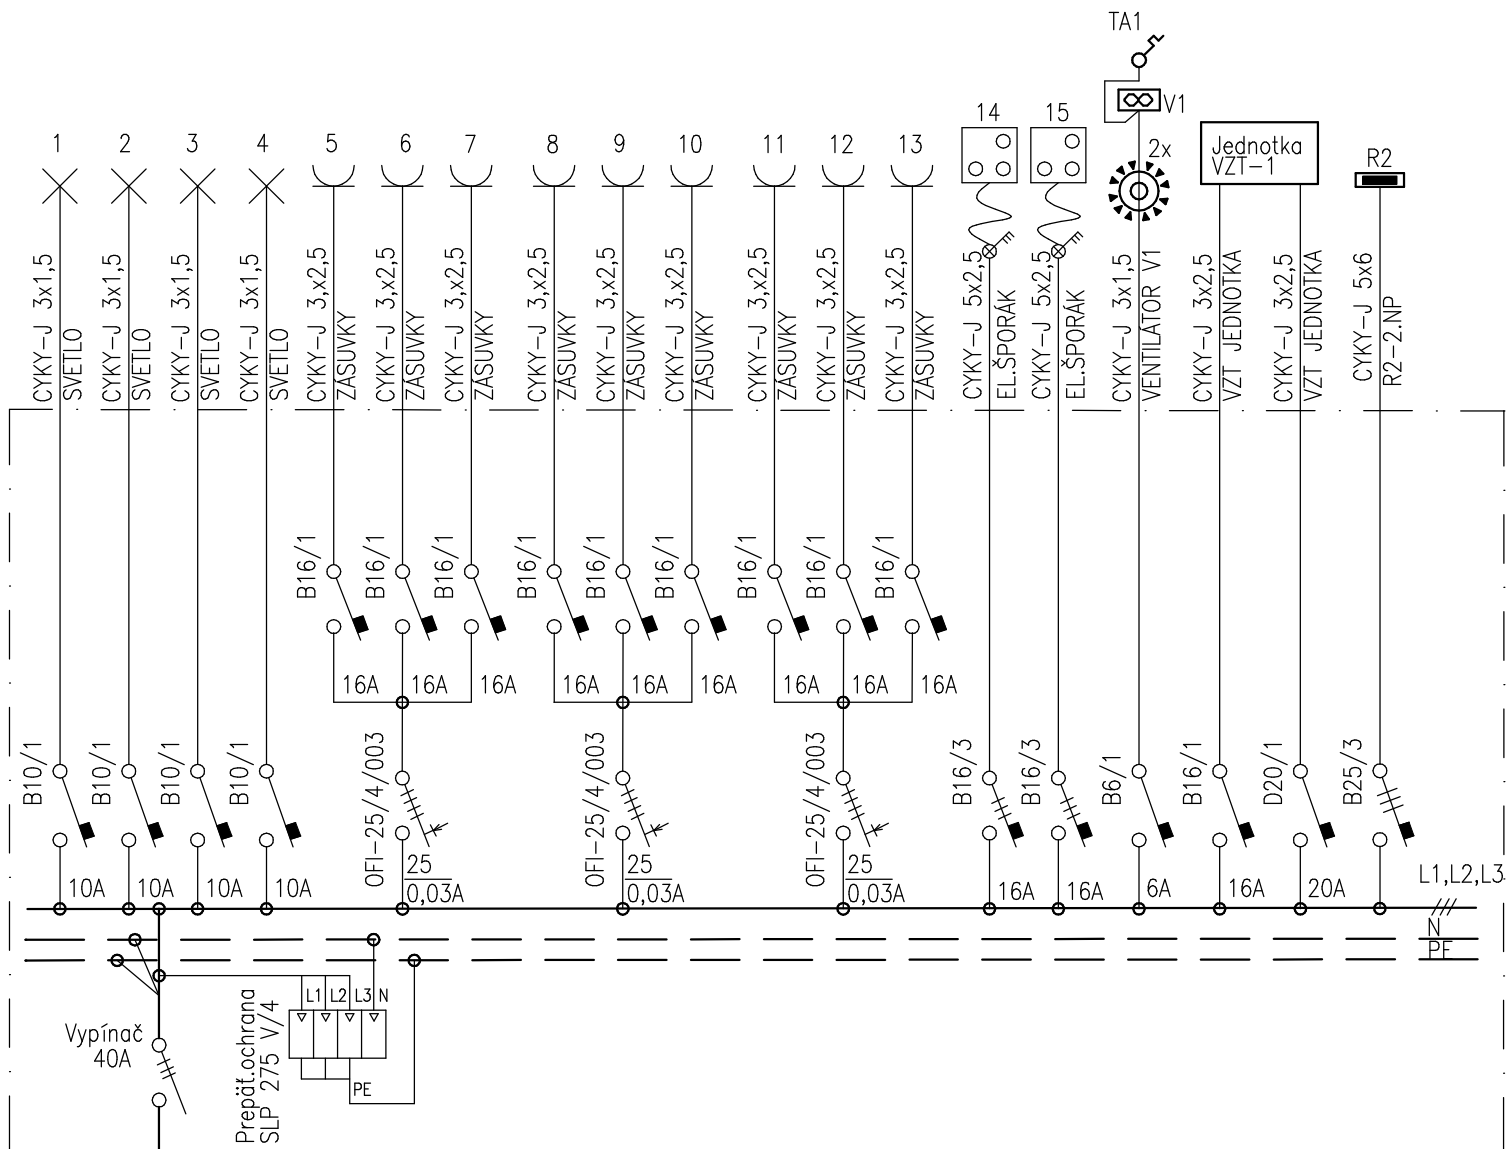 TA1
V1
2x
1
2
3
4
5
6
7
8
9
10
11
12
13
14
15
Jednotka
VZT-1
R2
CYKY-J 3x1,5
SVETLO
CYKY-J 3x1,5
SVETLO
CYKY-J 3x1,5
SVETLO
CYKY-J 3x1,5
SVETLO
CYKY-J 3,x2,5
ZÁSUVKY
CYKY-J 3,x2,5
ZÁSUVKY
CYKY-J 3,x2,5
ZÁSUVKY
CYKY-J 3,x2,5
ZÁSUVKY
CYKY-J 3,x2,5
ZÁSUVKY
CYKY-J 3,x2,5
ZÁSUVKY
CYKY-J 3,x2,5
ZÁSUVKY
CYKY-J 3,x2,5
ZÁSUVKY
CYKY-J 3,x2,5
ZÁSUVKY
CYKY-J 5x2,5
EL.ŠPORÁK
CYKY-J 5x2,5
EL.ŠPORÁK
CYKY-J 3x1,5
VENTILÁTOR V1
CYKY-J 3x2,5
VZT JEDNOTKA
CYKY-J 3x2,5
VZT JEDNOTKA
CYKY-J 5x6
R2-2.NP
B16/1
B16/1
B16/1
B16/1
B16/1
B16/1
B16/1
B16/1
B16/1
16A
16A
16A
16A
16A
16A
16A
16A
16A
B10/1
B10/1
B10/1
B10/1
OFI-25/4/003
OFI-25/4/003
OFI-25/4/003
B16/3
B16/3
B6/1
B16/1
D20/1
B25/3
10A
10A
10A
10A
25
0,03A
25
0,03A
25
0,03A
16A
16A
6A
16A
20A
L1,L2,L3
N
PE
Vypínač
40A
Prepäť.ochrana
SLP 275 V/4
L1
L2
L3
N
PE